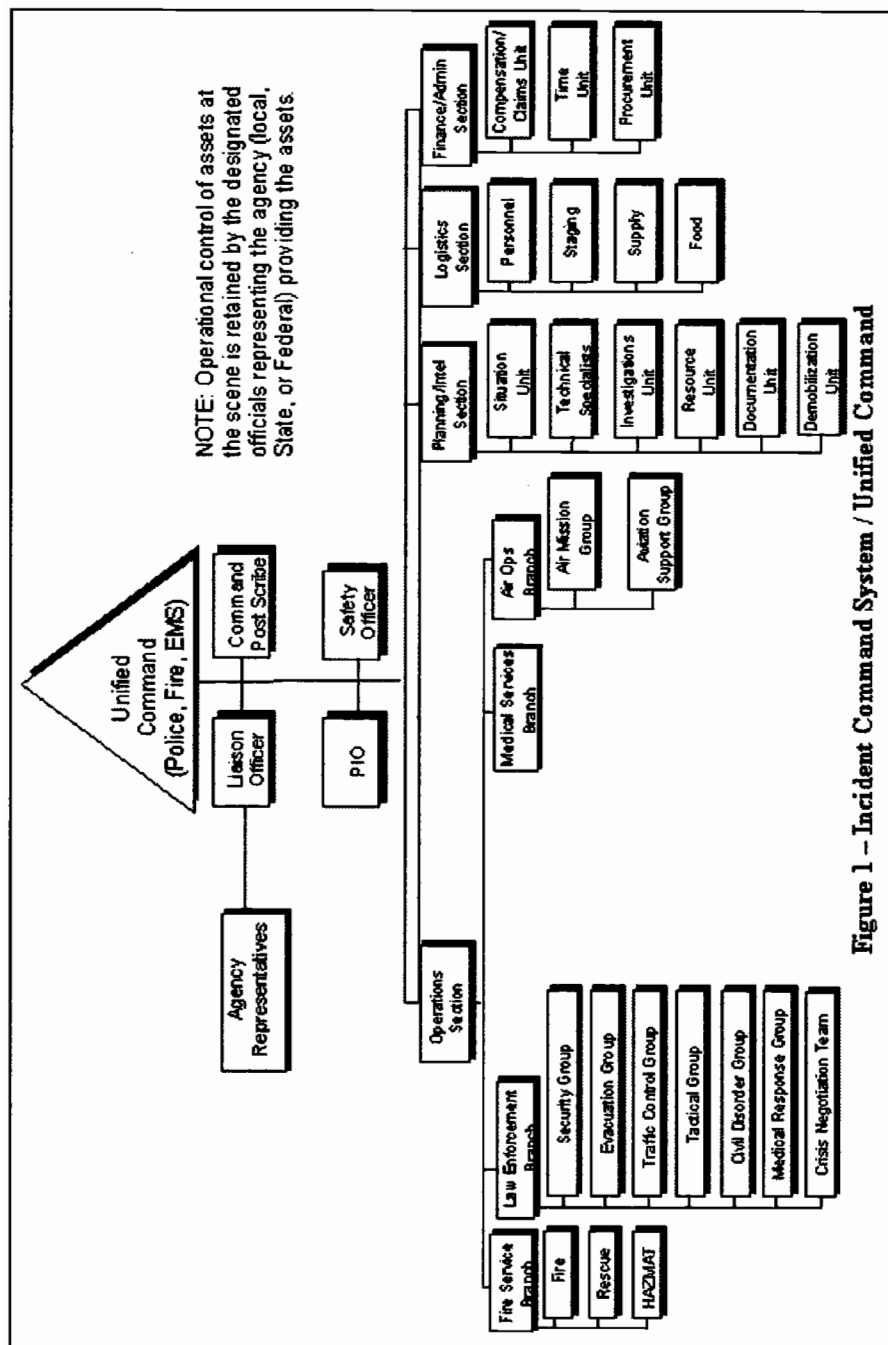 Unified
Command
(Police, Fire, EMS)
Agency
Representatives
Liaison
Officer
Command
Post Scribe
PIO
Safety
Officer
NOTE: Operational control of assets at
the scene is retained by the designated
officials representing the agency (local,
State, or Federal) providing the assets.
Operations
Section
Planning/Intel
Section
Logistics
Section
Finance/Admin
Section
Fire Service
Branch
Fire
Rescue
HAZMAT
Law Enforcement
Branch
Security Group
Evacuation Group
Traffic Control Group
Tactical Group
Civil Disorder Group
Medical Response Group
Crisis Negotiation Team
Medical Services
Branch
Air Ops
Branch
Air Mission
Group
Aviation
Support Group
Situation
Unit
Technical
Specialists
Investigations
Unit
Resource
Unit
Documentation
Unit
Demobilization
Unit
Personnel
Staging
Supply
Food
Compensation/
Claims Unit
Time
Unit
Procurement
Unit
Figure 1 – Incident Command System / Unified Command